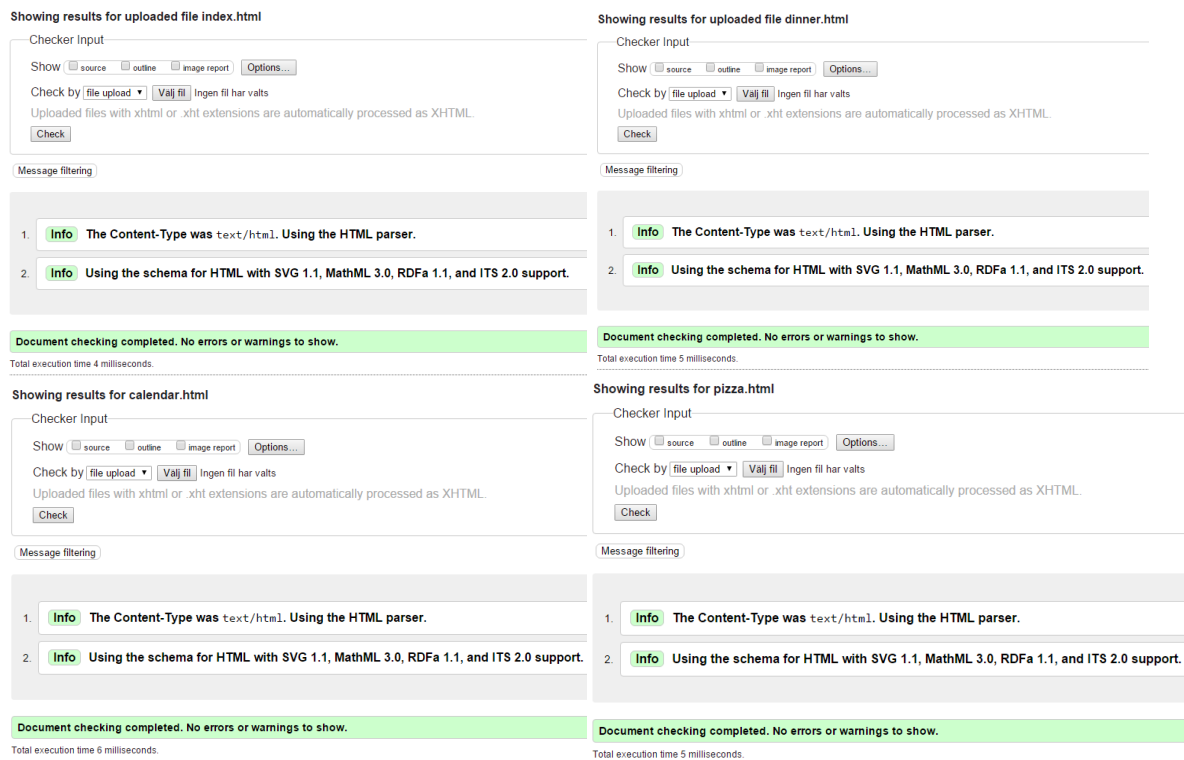 Showing results for uploaded file index.html
Checker Input
Show source outline image report Options...
Check by file upload ▼ Välj fil Ingen fil har valts
Uploaded files with xhtml or .xht extensions are automatically processed as XHTML.
Check
Message filtering
1. Info The Content-Type was text/html. Using the HTML parser.
2. Info Using the schema for HTML with SVG 1.1, MathML 3.0, RDFa 1.1, and ITS 2.0 support.
Document checking completed. No errors or warnings to show.
Total execution time 4 milliseconds.
Showing results for uploaded file dinner.html
Checker Input
Show source outline image report Options...
Check by file upload ▼ Välj fil Ingen fil har valts
Uploaded files with xhtml or .xht extensions are automatically processed as XHTML.
Check
Message filtering
1. Info The Content-Type was text/html. Using the HTML parser.
2. Info Using the schema for HTML with SVG 1.1, MathML 3.0, RDFa 1.1, and ITS 2.0 support.
Document checking completed. No errors or warnings to show.
Total execution time 5 milliseconds.
Showing results for calendar.html
Checker Input
Show source outline image report Options...
Check by file upload ▼ Välj fil Ingen fil har valts
Uploaded files with xhtml or .xht extensions are automatically processed as XHTML.
Check
Message filtering
1. Info The Content-Type was text/html. Using the HTML parser.
2. Info Using the schema for HTML with SVG 1.1, MathML 3.0, RDFa 1.1, and ITS 2.0 support.
Document checking completed. No errors or warnings to show.
Total execution time 6 milliseconds.
Showing results for pizza.html
Checker Input
Show source outline image report Options...
Check by file upload ▼ Välj fil Ingen fil har valts
Uploaded files with xhtml or .xht extensions are automatically processed as XHTML.
Check
Message filtering
1. Info The Content-Type was text/html. Using the HTML parser.
2. Info Using the schema for HTML with SVG 1.1, MathML 3.0, RDFa 1.1, and ITS 2.0 support.
Document checking completed. No errors or warnings to show.
Total execution time 5 milliseconds.